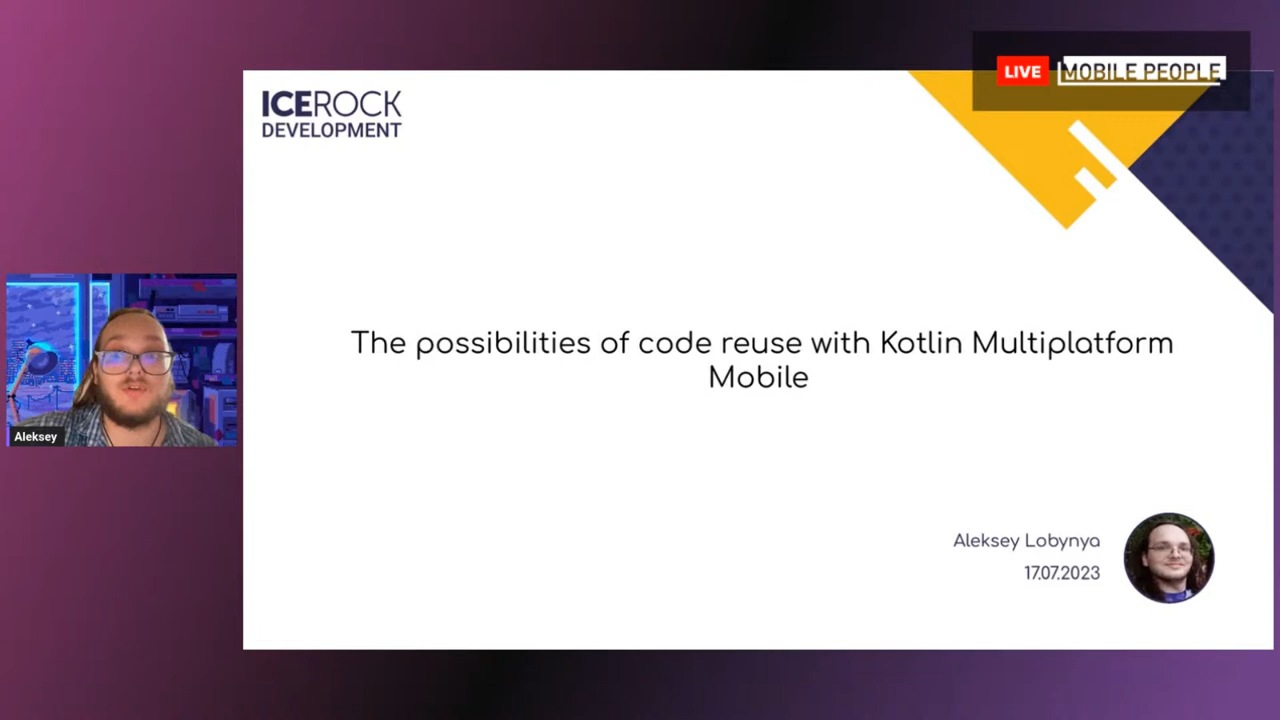 LIVE MOBILE PEOPLE
ICEROCK
DEVELOPMENT
The possibilities of code reuse with Kotlin Multiplatform
Mobile
Aleksey
Aleksey Lobynya
17.07.2023